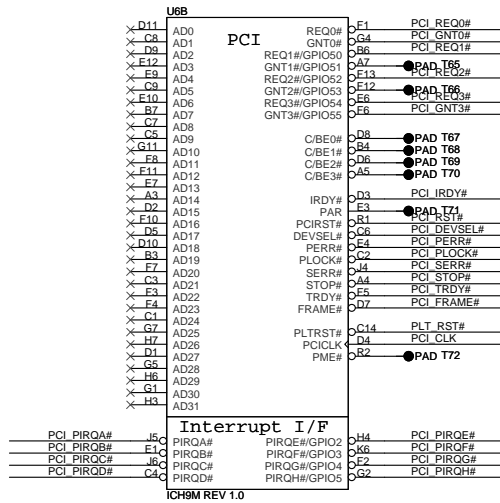 U6B
PCI
D11 AD0 REQ0# F1 PCI_REQ0#
C8 AD1 GNT0# G4 PCI_GNT0#
D9 AD2 REQ1#/GPIO50 B6 PCI_REQ1#
E12 AD3 GNT1#/GPIO51 A7 PAD T65
E9 AD4 REQ2#/GPIO52 F13 PCI_REQ2#
C9 AD5 GNT2#/GPIO53 F12 PAD T66
E10 AD6 REQ3#/GPIO54 E6 PCI_REQ3#
B7 AD7 GNT3#/GPIO55 F6 PCI_GNT3#
C7 AD8
C5 AD9 C/BE0# D8 PAD T67
G11 AD10 C/BE1# B4 PAD T68
F8 AD11 C/BE2# D6 PAD T69
F11 AD12 C/BE3# A5 PAD T70
E7 AD13
A3 AD14 IRDY# D3 PCI_IRDY#
D2 AD15 PAR E3 PAD T71
F10 AD16 PCIRST# R1 PCI_RST#
D5 AD17 DEVSEL# C6 PCI_DEVSEL#
D10 AD18 PERR# E4 PCI_PERR#
B3 AD19 PLOCK# C2 PCI_PLOCK#
F7 AD20 SERR# J4 PCI_SERR#
C3 AD21 STOP# A4 PCI_STOP#
F3 AD22 TRDY# F5 PCI_TRDY#
F4 AD23 FRAME# D7 PCI_FRAME#
C1 AD24
G7 AD25 PLTRST# C14 PLT_RST#
H7 AD26 PCICLK D4 PCI_CLK
D1 AD27 PME# R2 PAD T72
G5 AD28
H6 AD29
G1 AD30
H3 AD31
Interrupt I/F
PCI_PIRQA# J5 PIRQA# PIRQE#/GPIO2 H4 PCI_PIRQE#
PCI_PIRQB# E1 PIRQB# PIRQF#/GPIO3 K6 PCI_PIRQF#
PCI_PIRQC# J6 PIRQC# PIRQG#/GPIO4 F2 PCI_PIRQG#
PCI_PIRQD# C4 PIRQD# PIRQH#/GPIO5 G2 PCI_PIRQH#
ICH9M REV 1.0